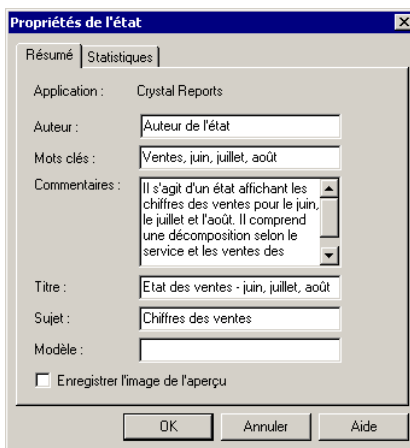 Propriétés de l'état
Résumé Statistiques
Application : Crystal Reports
Auteur : Auteur de l'état
Mots clés : Ventes, juin, juillet, août
Commentaires : Il s'agit d'un état affichant les
chiffres des ventes pour le juin,
le juillet et l'août. Il comprend
une décomposition selon le
service et les ventes des
Titre : Etat des ventes - juin, juillet, août
Sujet : Chiffres des ventes
Modèle :
Enregistrer l'image de l'aperçu
OK Annuler Aide